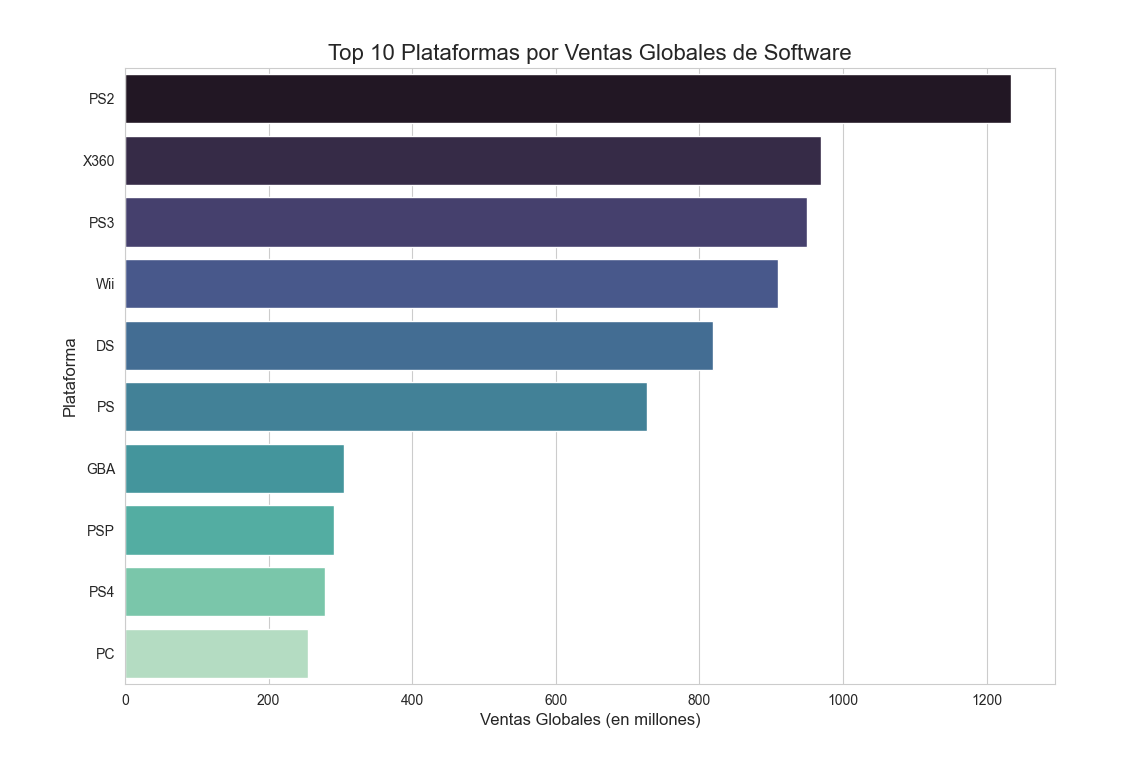 Top 10 Plataformas por Ventas Globales de Software
Plataforma
PS2
X360
PS3
Wii
DS
PS
GBA
PSP
PS4
PC
0 200 400 600 800 1000 1200
Ventas Globales (en millones)